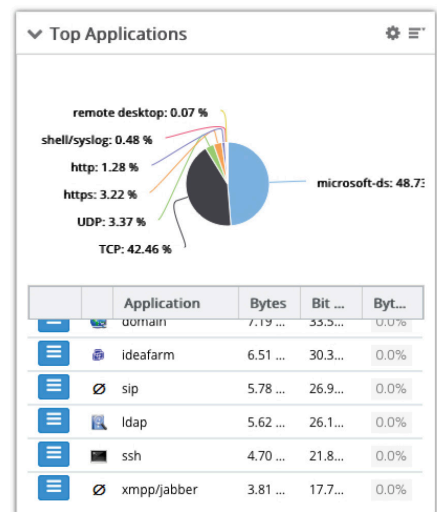 Top Applications
remote desktop: 0.07 %
shell/syslog: 0.48 %
http: 1.28 %
https: 3.22 %
microsoft-ds: 48.73
UDP: 3.37 %
TCP: 42.46 %
Application Bytes Bit ... Byt...
domain 7.19 ... 33.5... 0.0%
ideafarm 6.51 ... 30.3... 0.0%
sip 5.78 ... 26.9... 0.0%
ldap 5.62 ... 26.1... 0.0%
ssh 4.70 ... 21.8... 0.0%
xmpp/jabber 3.81 ... 17.7... 0.0%